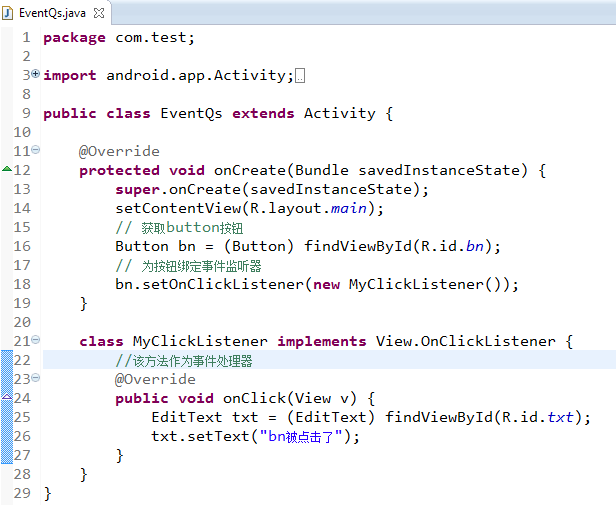 EventQs.java
1 package com.test;
2
3 import android.app.Activity;
8
9 public class EventQs extends Activity {
10
11     @Override
12     protected void onCreate(Bundle savedInstanceState) {
13         super.onCreate(savedInstanceState);
14         setContentView(R.layout.main);
15         // 获取button按钮
16         Button bn = (Button) findViewById(R.id.bn);
17         // 为按钮绑定事件监听器
18         bn.setOnClickListener(new MyClickListener());
19     }
20
21     class MyClickListener implements View.OnClickListener {
22         //该方法作为事件处理器
23         @Override
24         public void onClick(View v) {
25             EditText txt = (EditText) findViewById(R.id.txt);
26             txt.setText("bn被点击了");
27         }
28     }
29 }